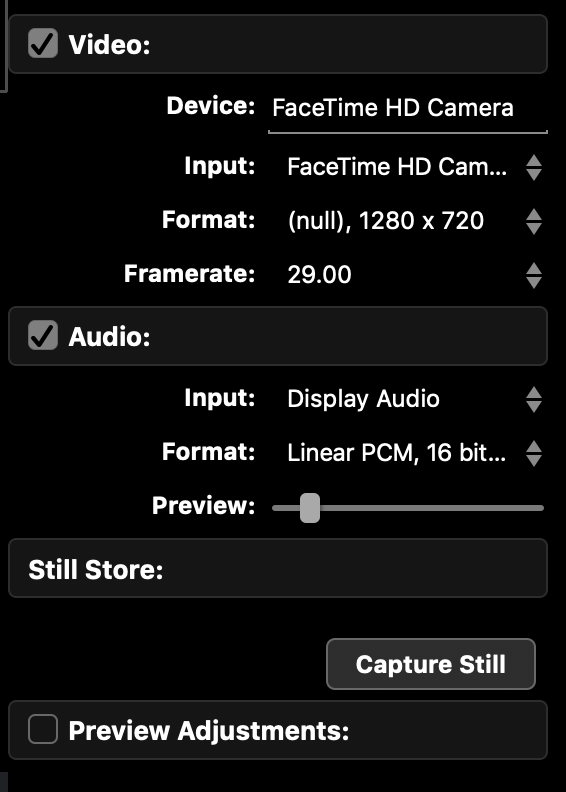 Video:
Device: FaceTime HD Camera
Input: FaceTime HD Cam...
Format: (null), 1280 x 720
Framerate: 29.00
Audio:
Input: Display Audio
Format: Linear PCM, 16 bit...
Preview:
Still Store:
Capture Still
Preview Adjustments: